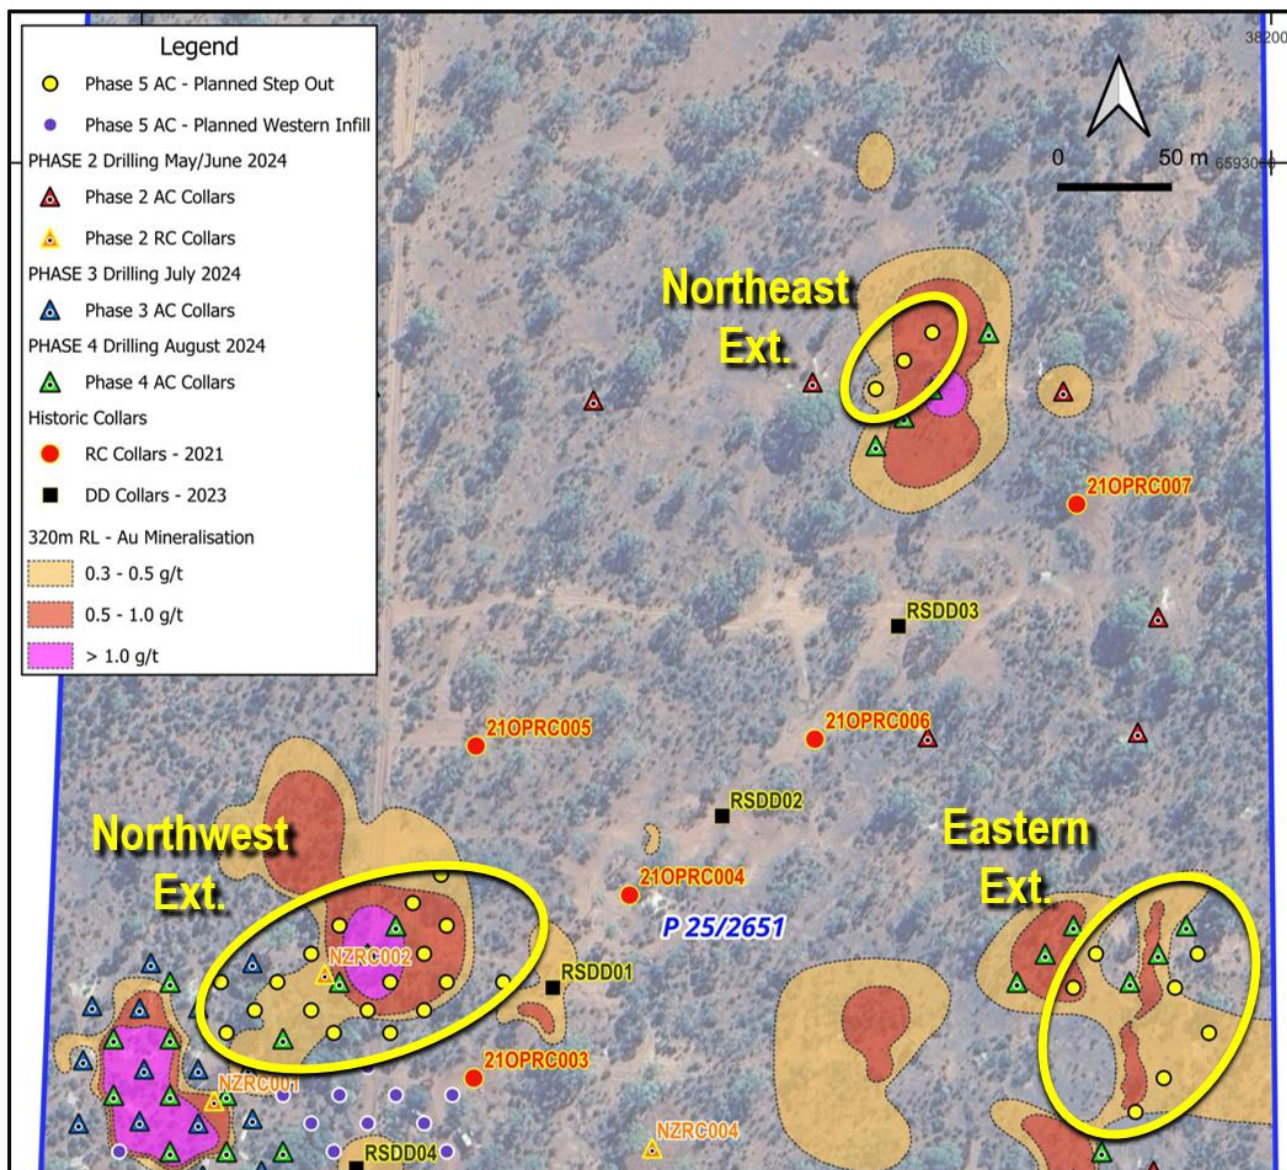 Legend
Phase 5 AC - Planned Step Out
Phase 5 AC - Planned Western Infill
PHASE 2 Drilling May/June 2024
Phase 2 AC Collars
Phase 2 RC Collars
PHASE 3 Drilling July 2024
Phase 3 AC Collars
PHASE 4 Drilling August 2024
Phase 4 AC Collars
Historic Collars
RC Collars - 2021
DD Collars - 2023
320m RL - Au Mineralisation
0.3 - 0.5 g/t
0.5 - 1.0 g/t
> 1.0 g/t
0 50 m
Northeast
Ext.
21OPRC007
RSDD03
21OPRC005
21OPRC006
RSDD02
Northwest
Ext.
Eastern
Ext.
21OPRC004
P 25/2651
NZRC002
RSDD01
21OPRC003
NZRC001
NZRC004
RSDD04